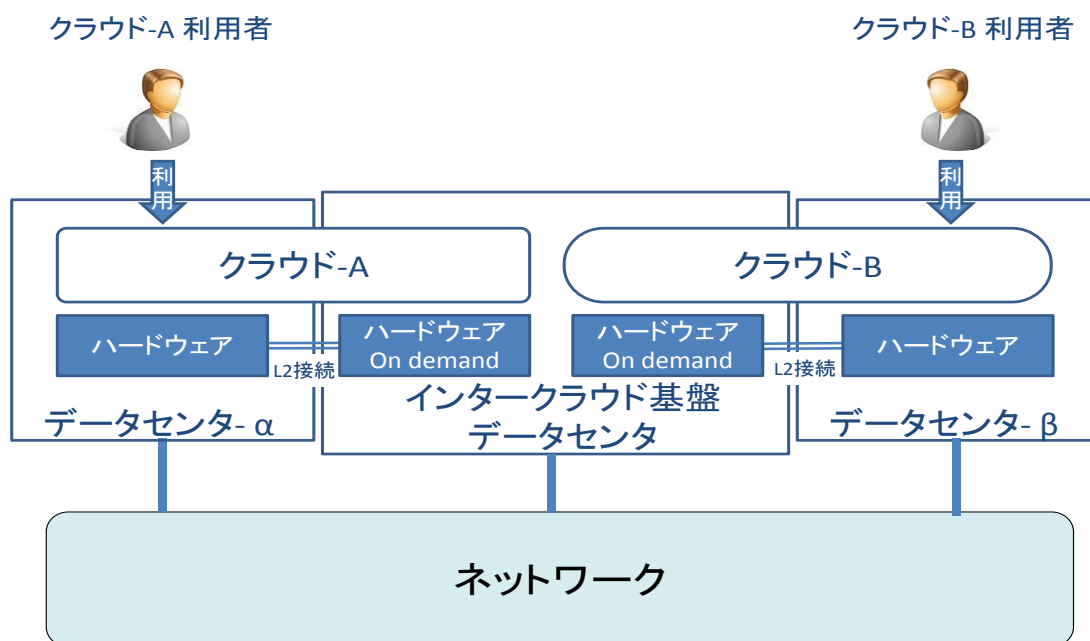 クラウド-A 利用者
クラウド-B 利用者
利用
利用
クラウド-A
クラウド-B
ハードウェア
ハードウェア
On demand
ハードウェア
On demand
ハードウェア
L2接続
L2接続
インタークラウド基盤
データセンタ
データセンタ- α
データセンタ- β
ネットワーク